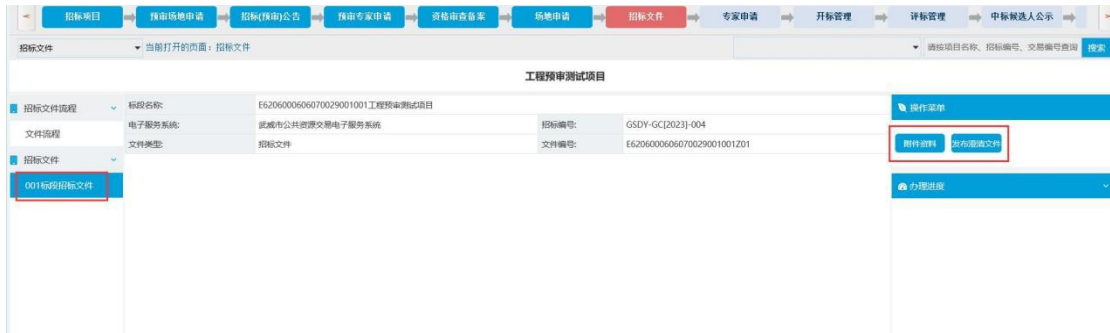 招标项目 预审场地申请 招标(预审)公告 预审专家申请 资格审查备案 场地申请 招标文件 专家申请 开标管理 评标管理 中标候选人公示
招标文件 当前打开的页面：招标文件 请按项目名称、招标编号、交易编号查询 搜索
工程预审测试项目
招标文件流程 标段名称: E6206000606070029001001工程预审测试项目 操作菜单
文件流程 电子服务系统: 武威市公共资源交易电子服务系统 招标编号: GSDY-GC[2023]-004
附件资料 发布澄清文件
招标文件 文件类型: 招标文件 文件编号: E6206000606070029001001Z01
001标段招标文件 办理进度